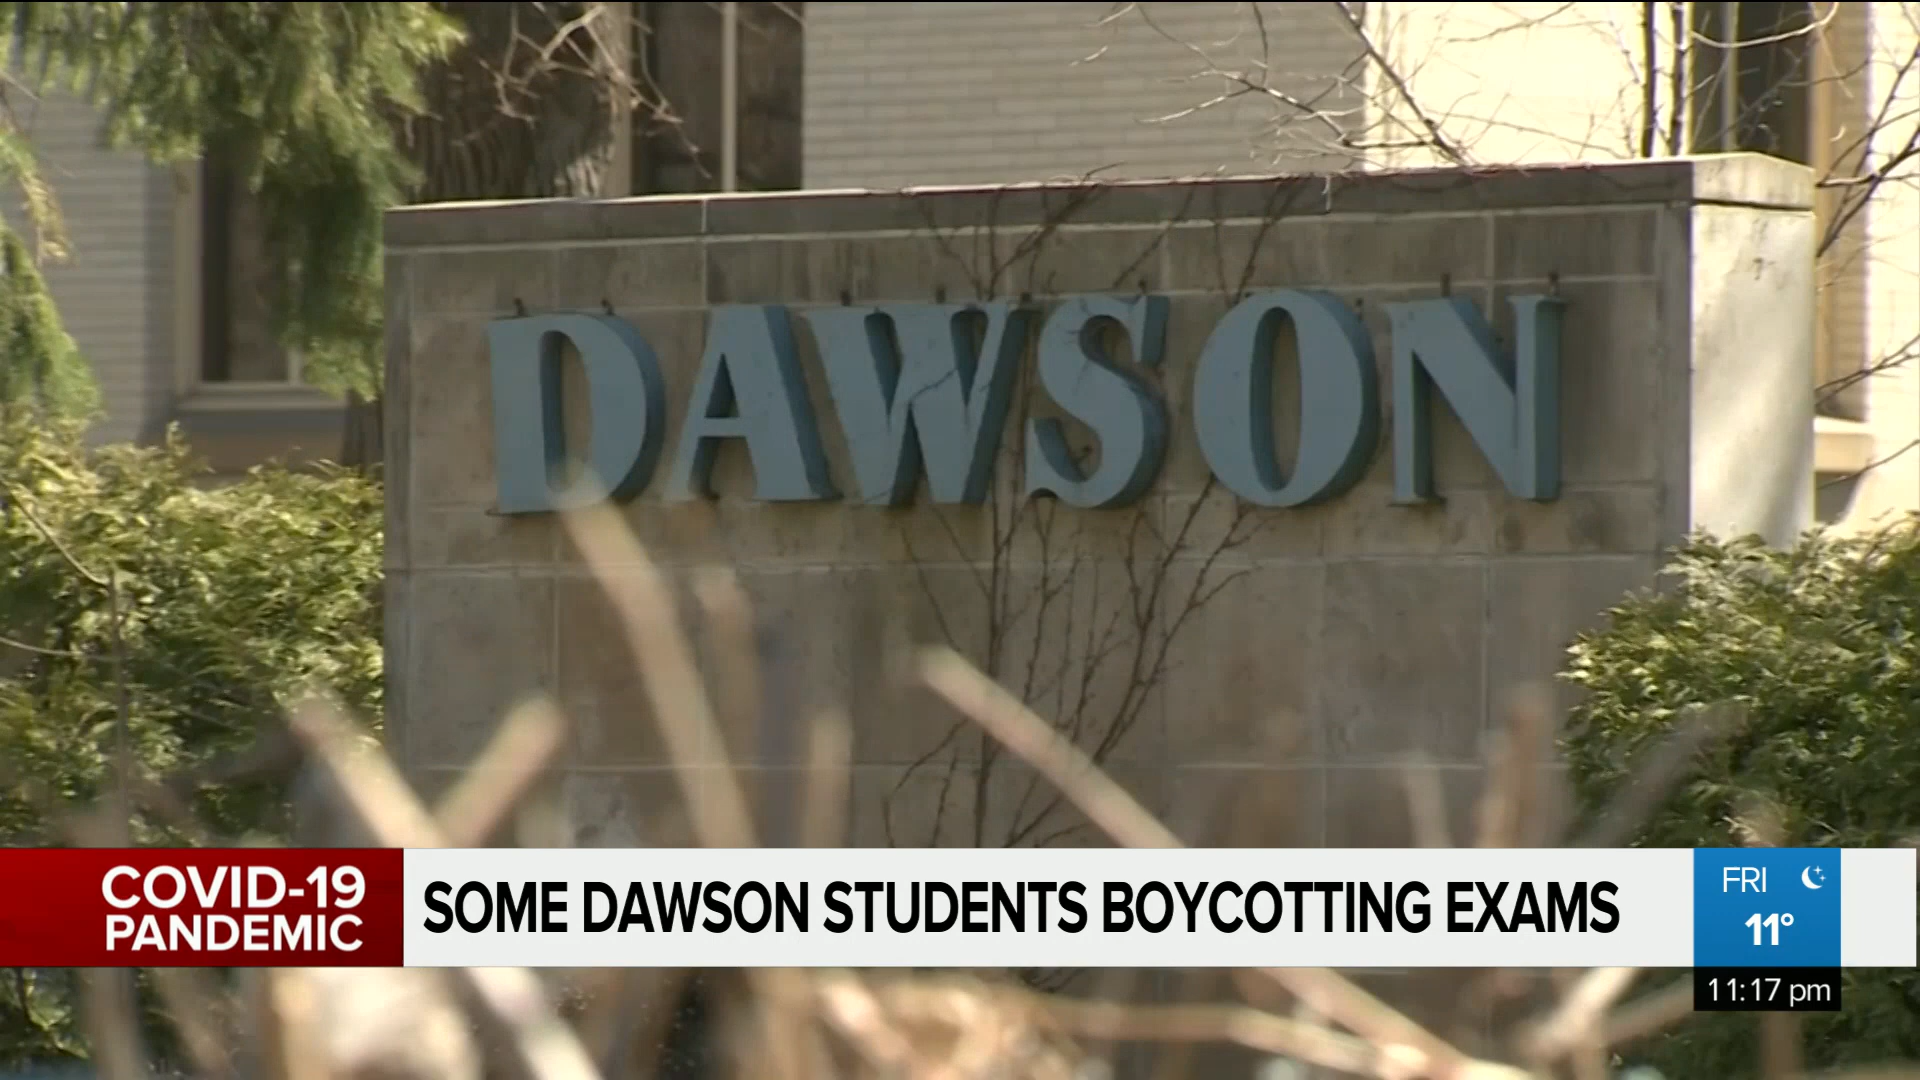 DAWSON
COVID-19
PANDEMIC
SOME DAWSON STUDENTS BOYCOTTING EXAMS
FRI
11°
11:17 pm